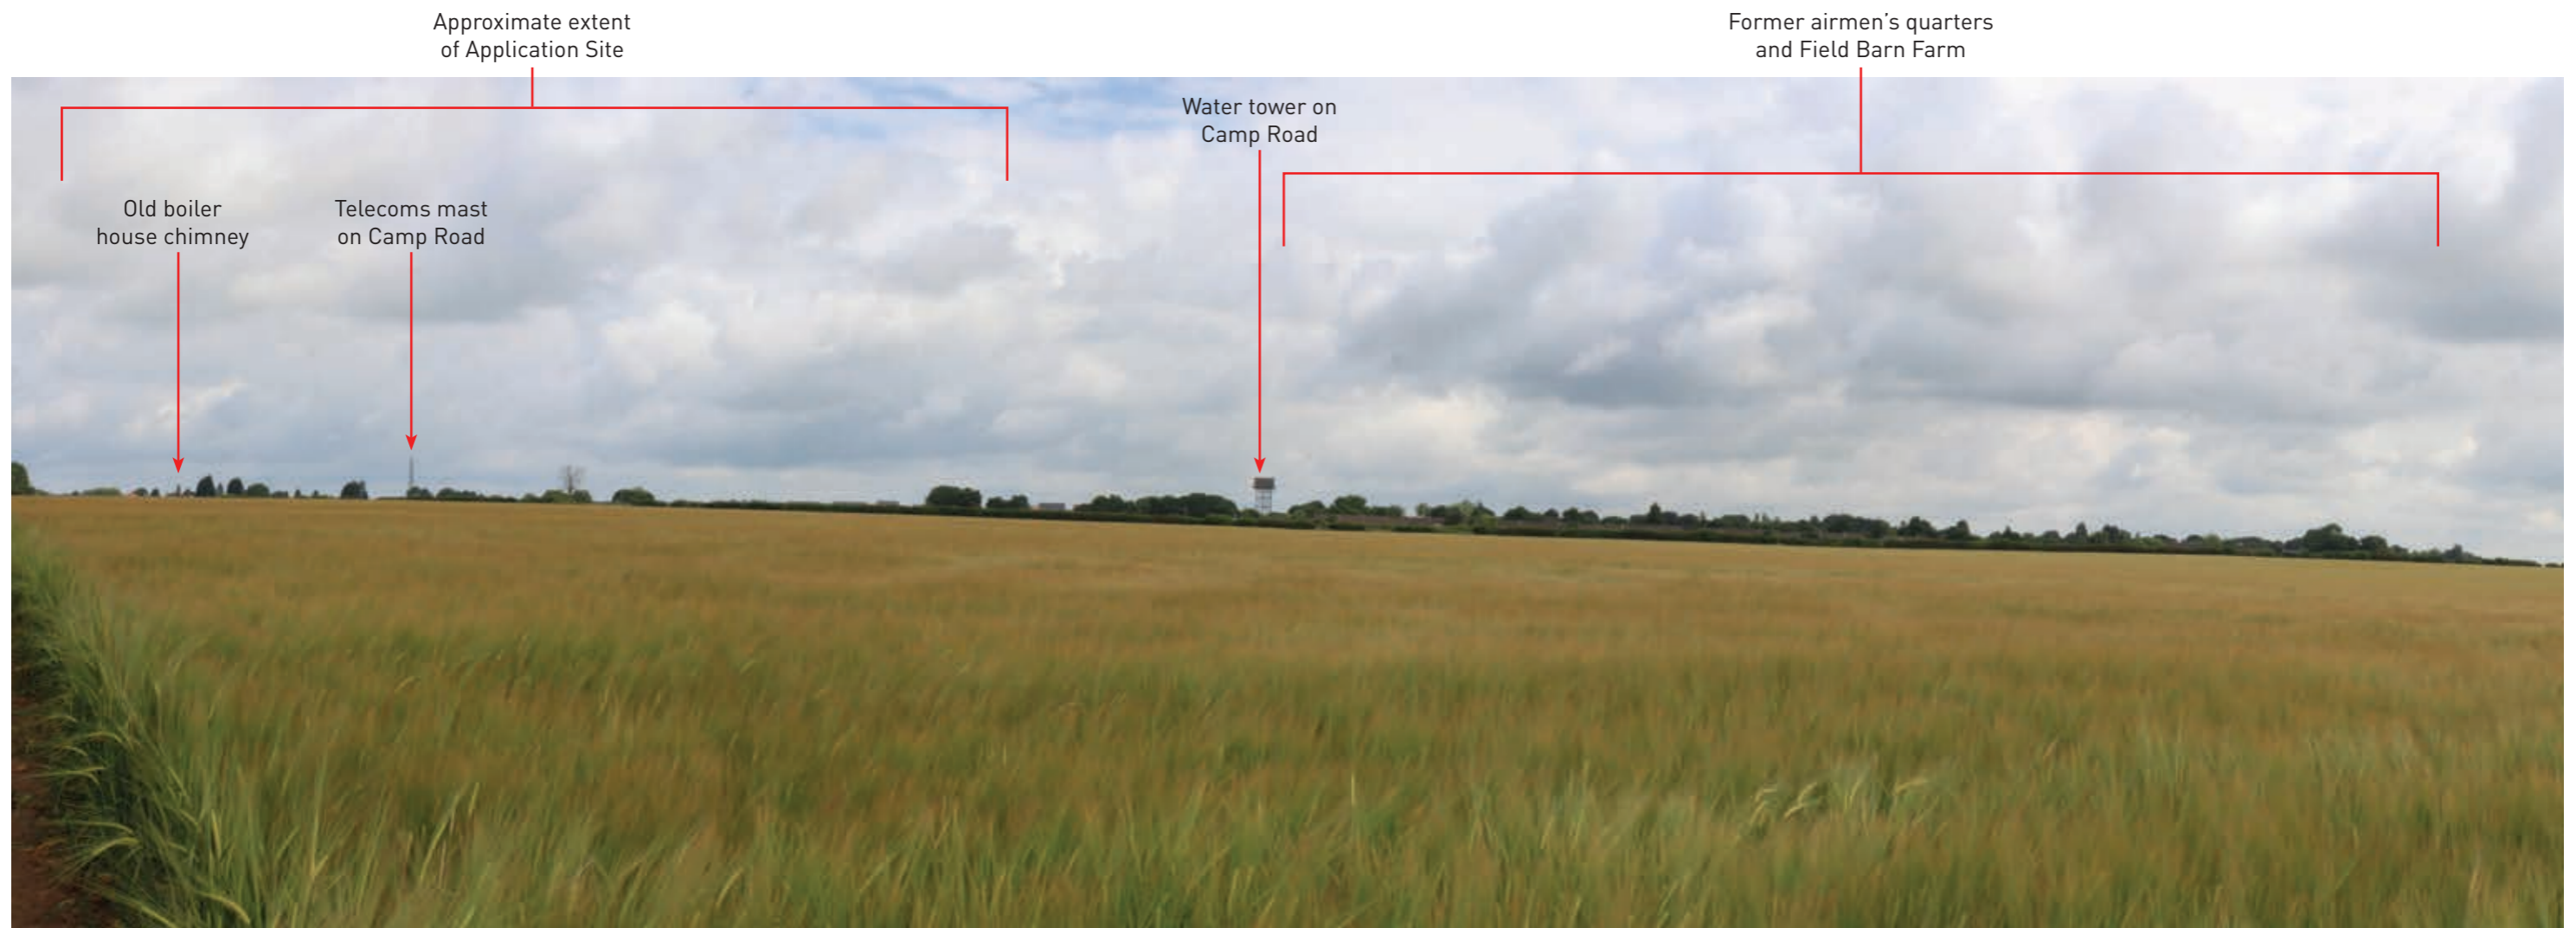 Approximate extent
of Application Site
Former airmen’s quarters
and Field Barn Farm
Water tower on
Camp Road
Old boiler
house chimney
Telecoms mast
on Camp Road